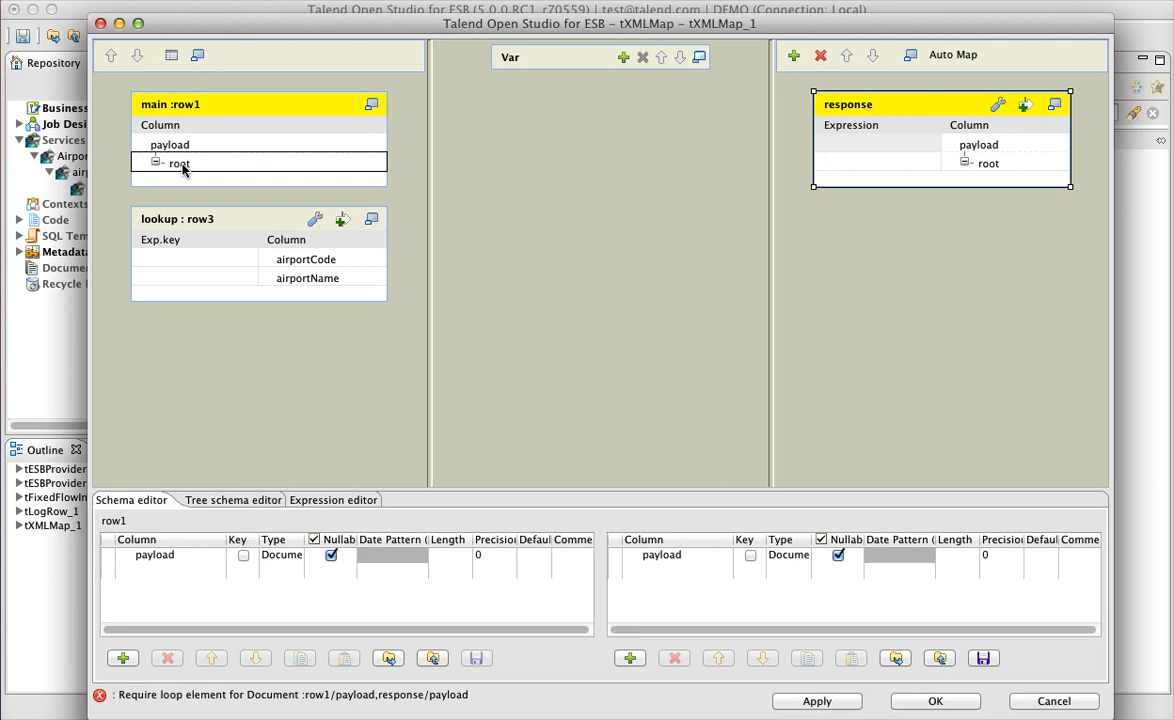 Talend Open Studio for ESB (5.0.0.RC1_r70559) | test@talend.com | DEMO (Connection: Local)
Talend Open Studio for ESB - tXMLMap - tXMLMap_1
Repository
Business
Job Desi
Services
Airpor
air
Contexts
Code
SQL Tem
Metadata
Docume
Recycle
Outline
tESBProvider
tESBProvider
tFixedFlowIn
tLogRow_1
tXMLMap_1
main :row1
Column
payload
root
lookup : row3
Exp.key Column
airportCode
airportName
Var
Auto Map
response
Expression Column
payload
root
Schema editor Tree schema editor Expression editor
row1
Column Key Type Nullab Date Pattern ( Length Precision Defaul Comme
payload Docume 0
Column Key Type Nullab Date Pattern ( Length Precisio Defaul Comme
payload Docume 0
: Require loop element for Document :row1/payload,response/payload
Apply OK Cancel